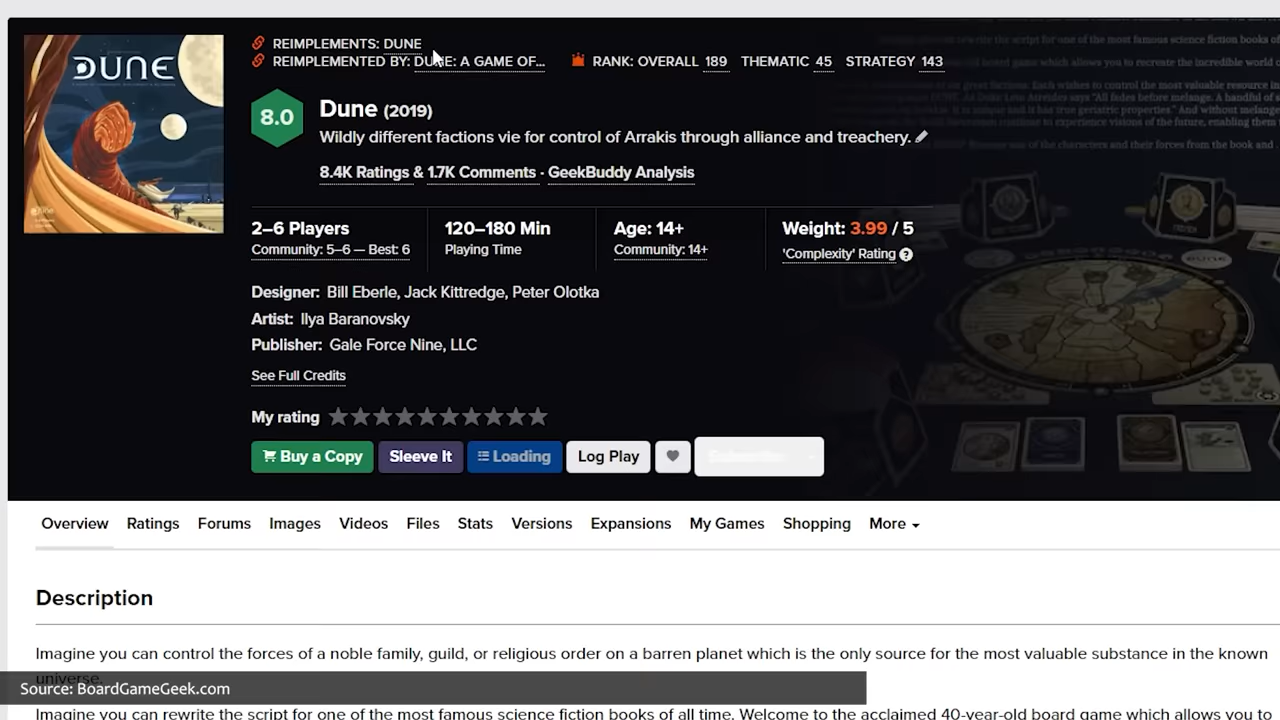 DUNE
REIMPLEMENTS: DUNE
REIMPLEMENTED BY: DUNE: A GAME OF...
RANK: OVERALL 189 THEMATIC 45 STRATEGY 143
8.0
Dune (2019)
Wildly different factions vie for control of Arrakis through alliance and treachery.
8.4K Ratings & 1.7K Comments · GeekBuddy Analysis
2–6 Players
Community: 5–6 — Best: 6
120–180 Min
Playing Time
Age: 14+
Community: 14+
Weight: 3.99 / 5
'Complexity' Rating
Designer: Bill Eberle, Jack Kittredge, Peter Olotka
Artist: Ilya Baranovsky
Publisher: Gale Force Nine, LLC
See Full Credits
My rating
Buy a Copy
Sleeve It
Loading
Log Play
Overview Ratings Forums Images Videos Files Stats Versions Expansions My Games Shopping More
Description
Imagine you can control the forces of a noble family, guild, or religious order on a barren planet which is the only source for the most valuable substance in the known
universe.
Source: BoardGameGeek.com
Imagine you can rewrite the script for one of the most famous science fiction books of all time. Welcome to the acclaimed 40-year-old board game which allows you to